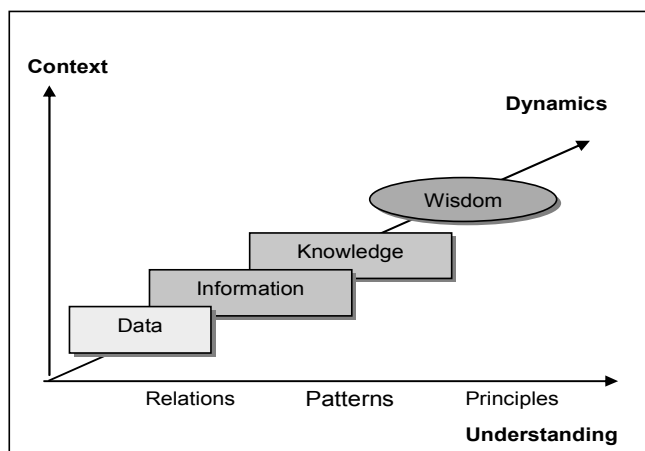 Context
Dynamics
Wisdom
Knowledge
Information
Data
Relations Patterns Principles
Understanding